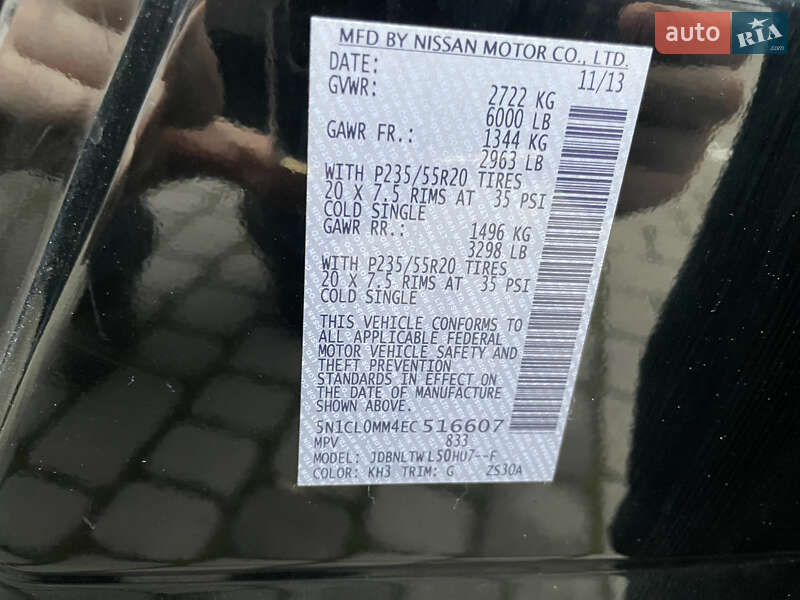 auto RIA.com
MFD BY NISSAN MOTOR CO., LTD.
DATE: 11/13
GVWR: 2722 KG
6000 LB
GAWR FR.: 1344 KG
2963 LB
WITH P235/55R20 TIRES
20 X 7.5 RIMS AT 35 PSI
COLD SINGLE
GAWR RR.: 1496 KG
3298 LB
WITH P235/55R20 TIRES
20 X 7.5 RIMS AT 35 PSI
COLD SINGLE
THIS VEHICLE CONFORMS TO
ALL APPLICABLE FEDERAL
MOTOR VEHICLE SAFETY AND
THEFT PREVENTION
STANDARDS IN EFFECT ON
THE DATE OF MANUFACTURE
SHOWN ABOVE.
5N1CL0MM4EC516607
MPV 833
MODEL: JDBNLTWL50HU7--F
COLOR: KH3 TRIM: G ZS30A